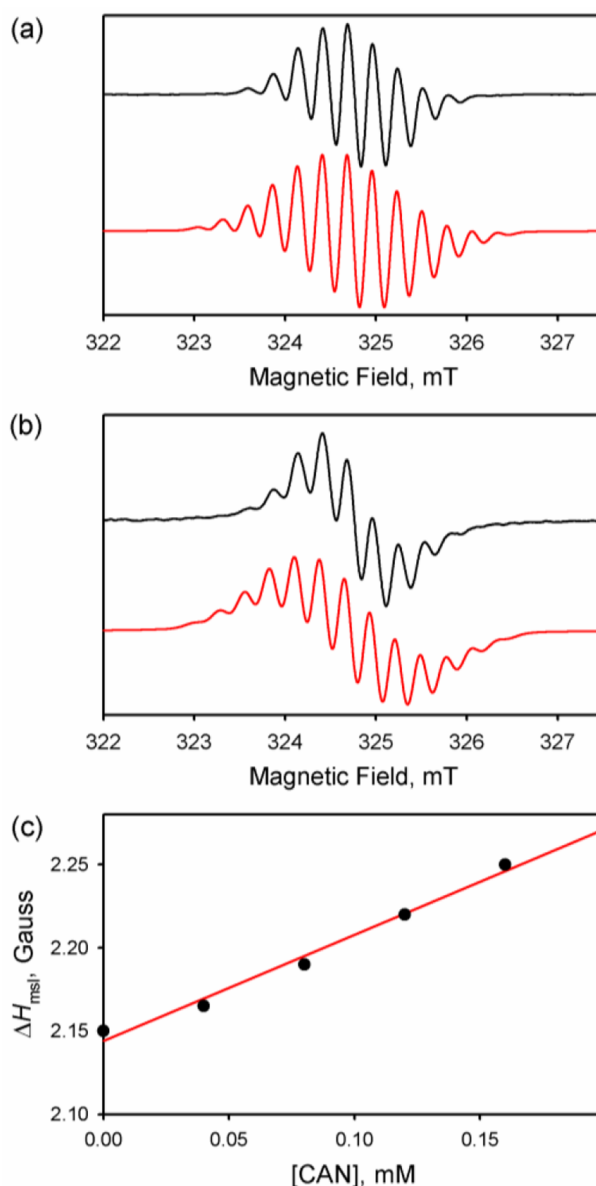 (a)
322 323 324 325 326 327
Magnetic Field, mT
(b)
322 323 324 325 326 327
Magnetic Field, mT
(c)
2.25
2.20
2.15
2.10
ΔHmsl, Gauss
0.00 0.05 0.10 0.15
[CAN], mM